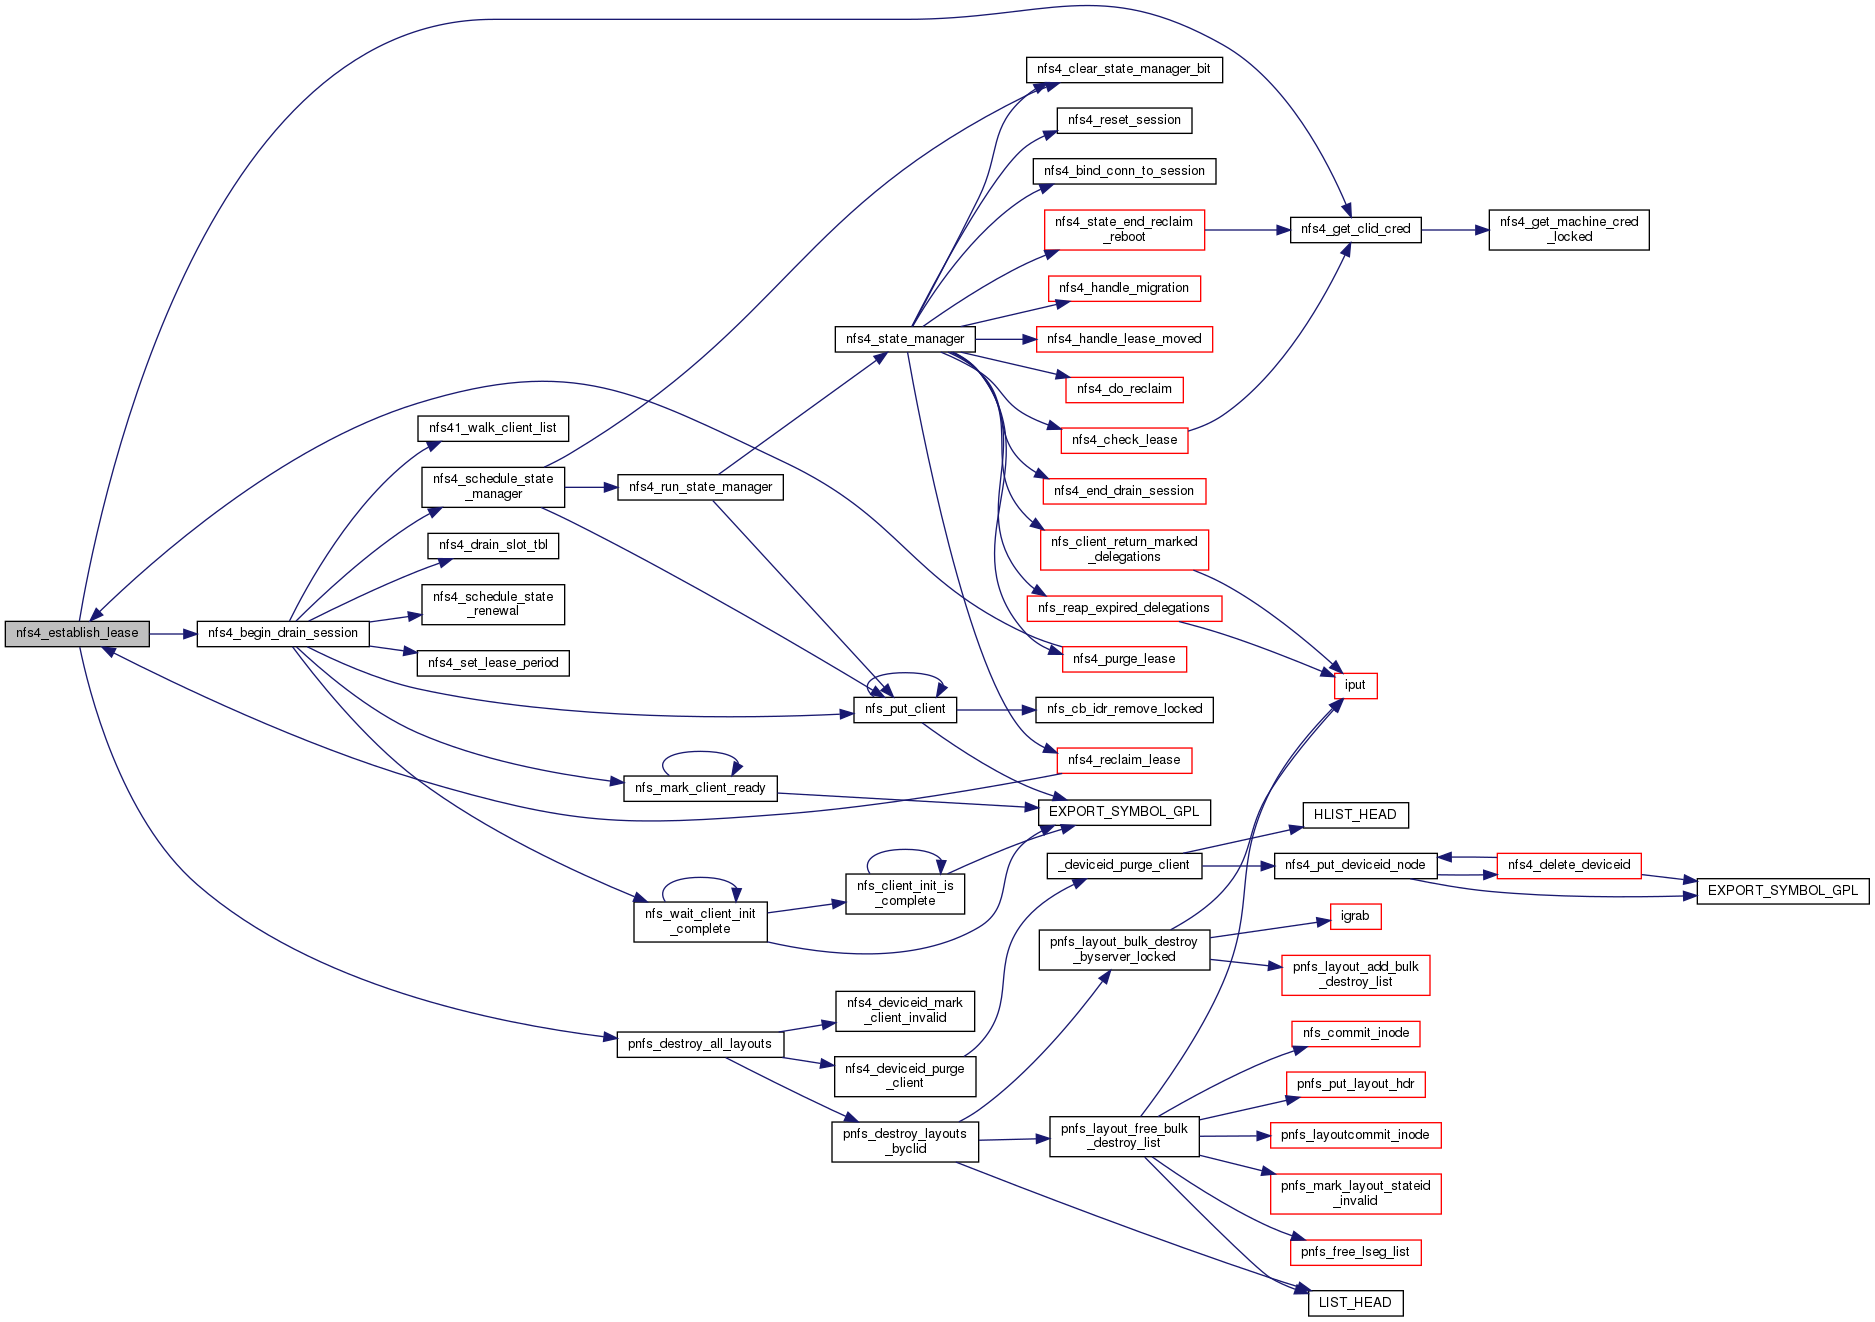 nfs4_establish_lease
nfs4_begin_drain_session
nfs41_walk_client_list
nfs4_schedule_state
_manager
nfs4_drain_slot_tbl
nfs4_schedule_state
_renewal
nfs4_set_lease_period
nfs4_run_state_manager
nfs_mark_client_ready
nfs_wait_client_init
_complete
pnfs_destroy_all_layouts
nfs4_state_manager
nfs_put_client
nfs_client_init_is
_complete
nfs4_deviceid_mark
_client_invalid
nfs4_deviceid_purge
_client
pnfs_destroy_layouts
_byclid
nfs4_clear_state_manager_bit
nfs4_reset_session
nfs4_bind_conn_to_session
nfs4_state_end_reclaim
_reboot
nfs4_handle_migration
nfs4_handle_lease_moved
nfs4_do_reclaim
nfs4_check_lease
nfs4_end_drain_session
nfs_client_return_marked
_delegations
nfs_reap_expired_delegations
nfs4_purge_lease
nfs_cb_idr_remove_locked
nfs4_reclaim_lease
EXPORT_SYMBOL_GPL
_deviceid_purge_client
pnfs_layout_bulk_destroy
_byserver_locked
pnfs_layout_free_bulk
_destroy_list
nfs4_get_clid_cred
iput
HLIST_HEAD
nfs4_put_deviceid_node
igrab
pnfs_layout_add_bulk
_destroy_list
nfs_commit_inode
pnfs_put_layout_hdr
pnfs_layoutcommit_inode
pnfs_mark_layout_stateid
_invalid
pnfs_free_lseg_list
LIST_HEAD
nfs4_get_machine_cred
_locked
nfs4_delete_deviceid
EXPORT_SYMBOL_GPL